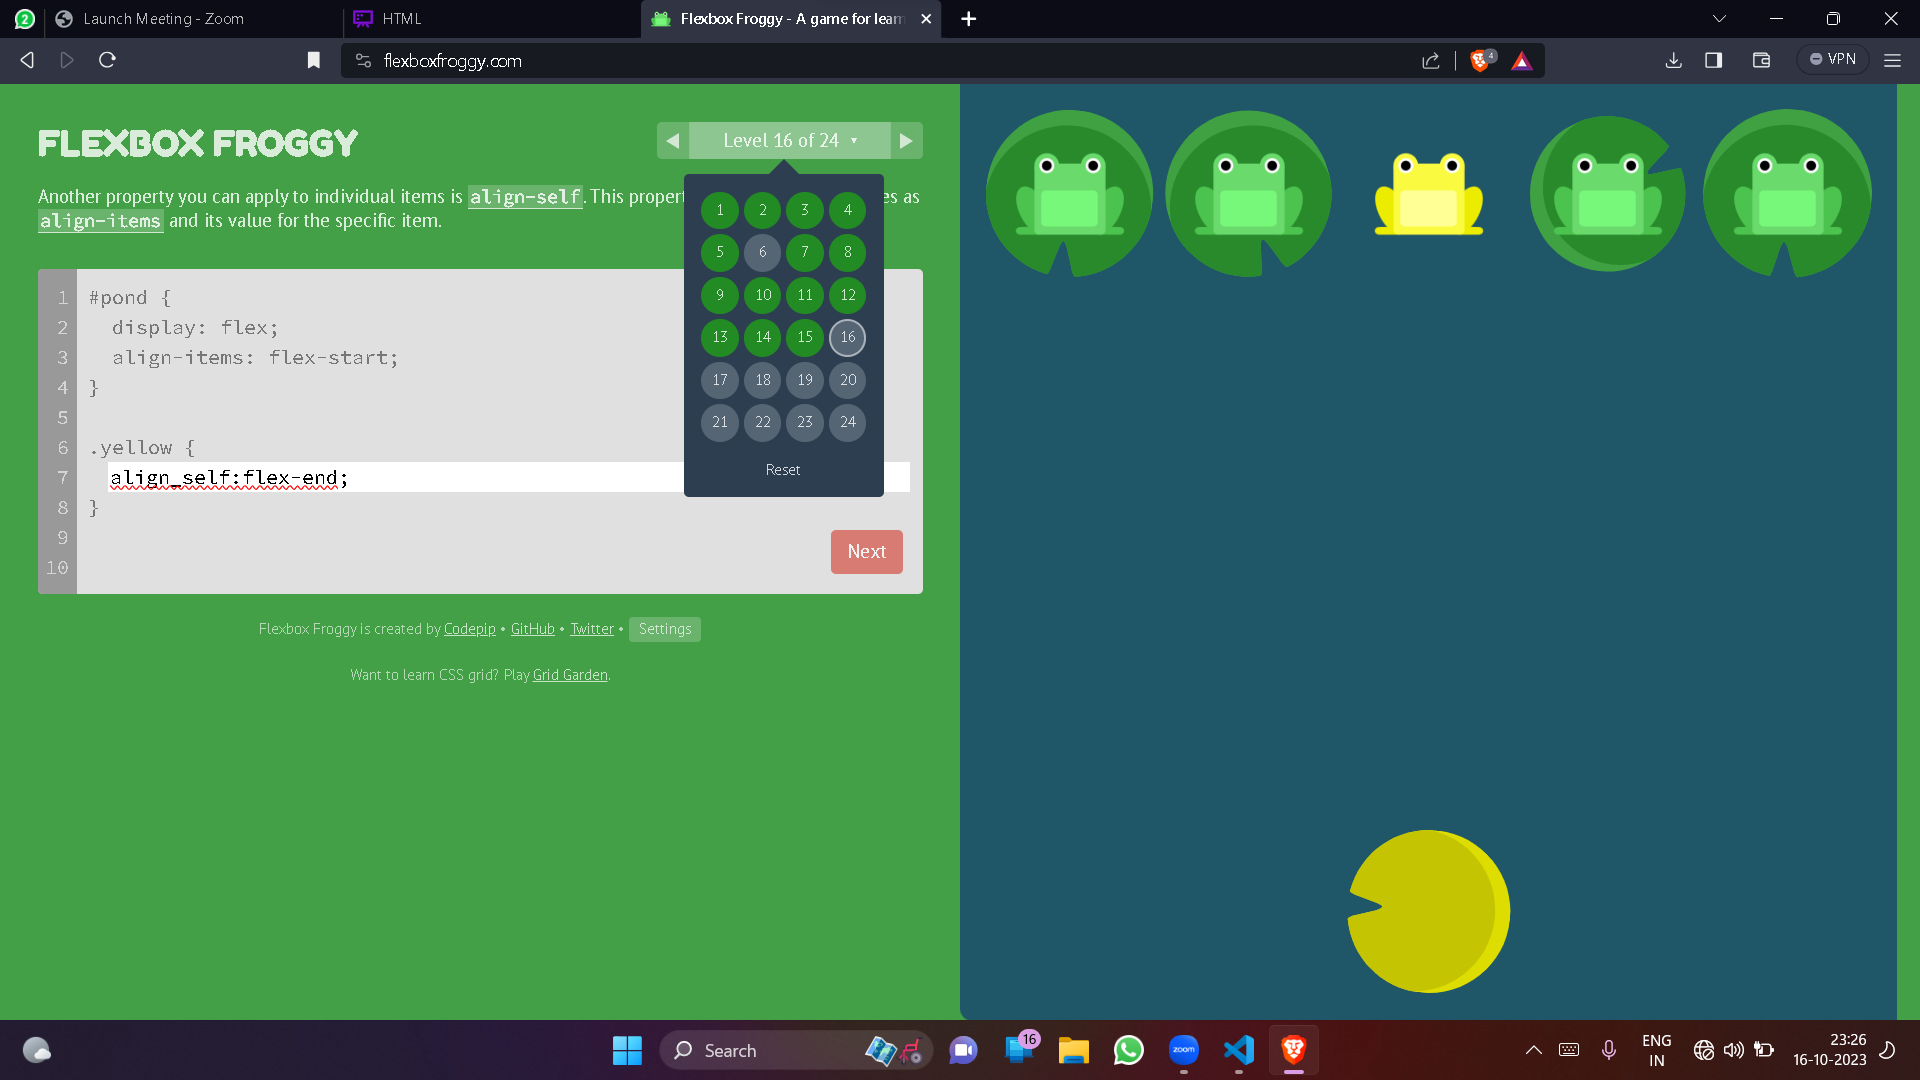 2
Launch Meeting - Zoom
HTML
Flexbox Froggy - A game for lear
flexboxfroggy.com
4
VPN
FLEXBOX FROGGY
Level 16 of 24
Another property you can apply to individual items is align-self. This propert
es as
align-items and its value for the specific item.
1 2 3 4
5 6 7 8
9 10 11 12
13 14 15 16
17 18 19 20
21 22 23 24
Reset
1 #pond {
2 display: flex;
3 align-items: flex-start;
4 }
5
6 .yellow {
7 align_self:flex-end;
8 }
9
10
Next
Flexbox Froggy is created by Codepip • GitHub • Twitter • Settings
Want to learn CSS grid? Play Grid Garden.
Search
16
zoom
ENG
IN
23:26
16-10-2023